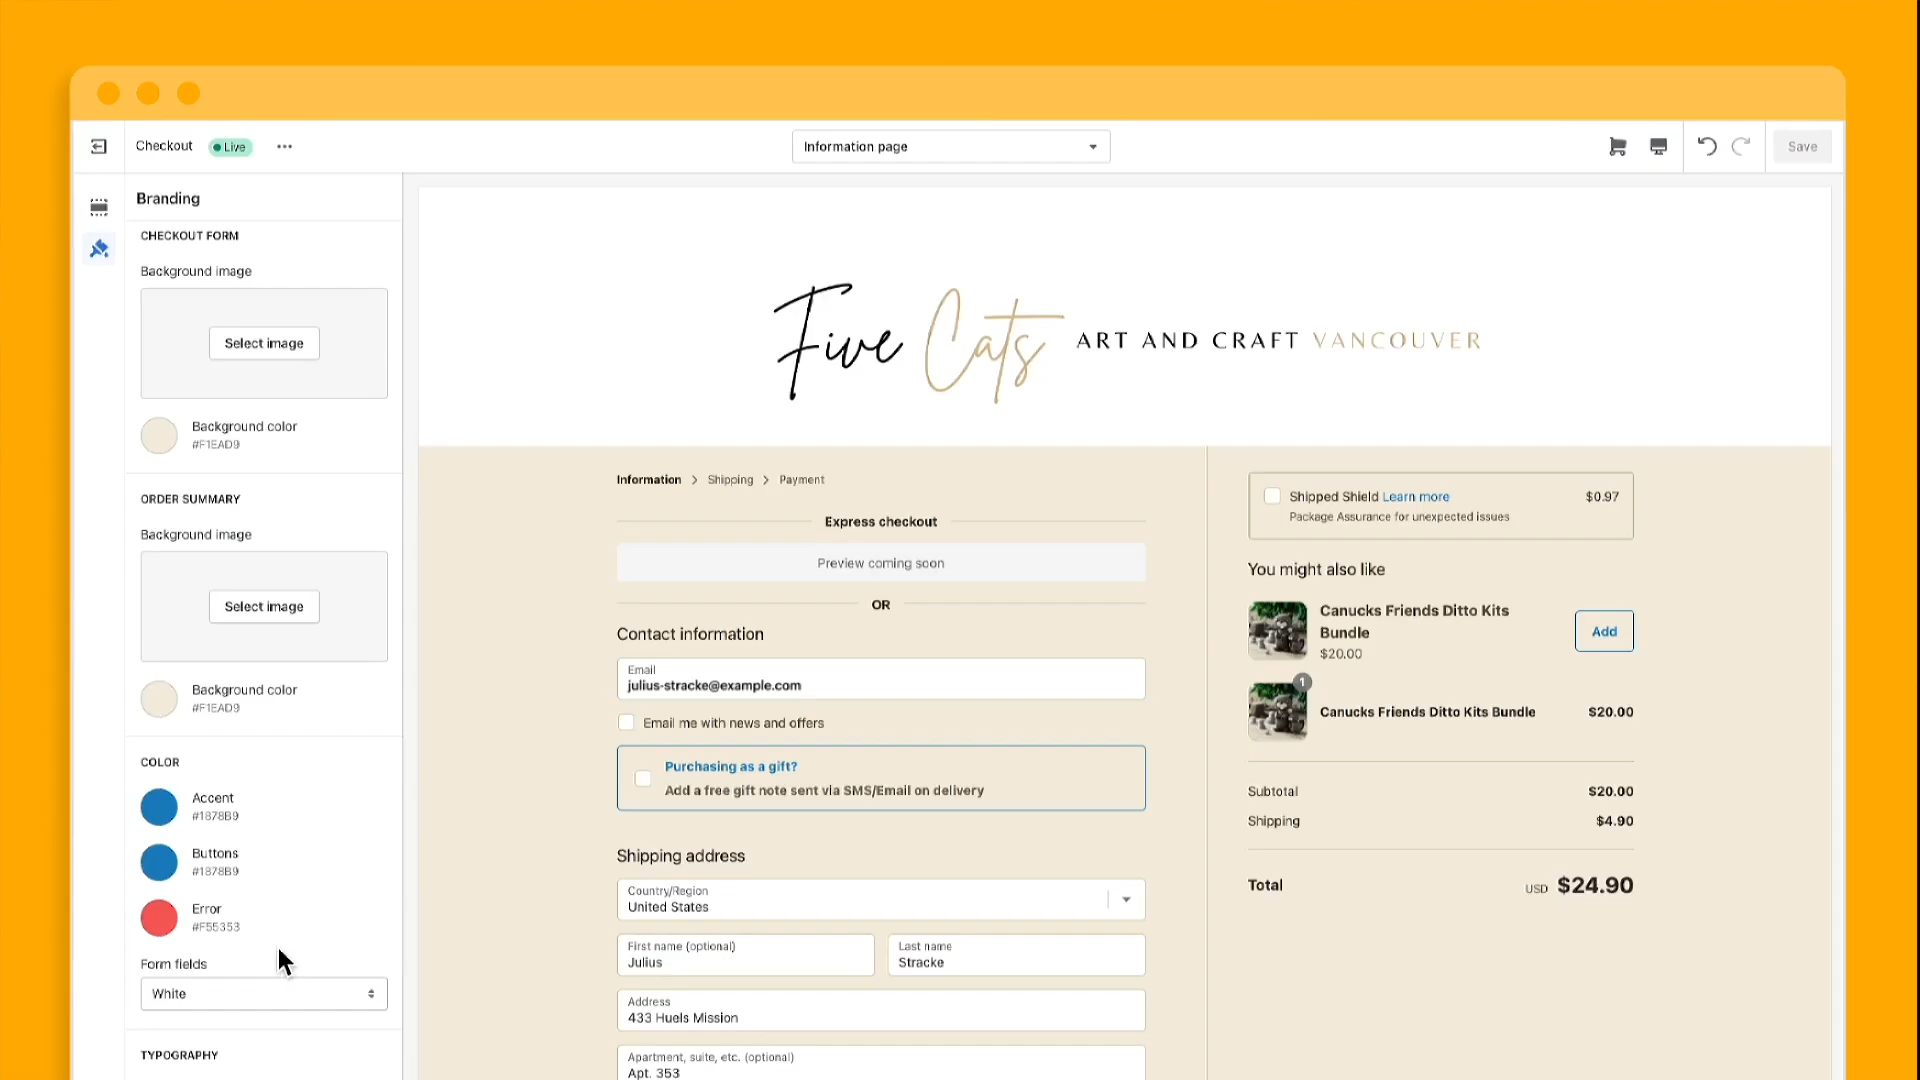 Checkout
Live
Information page
Save
Branding
CHECKOUT FORM
Background image
Select image
Background color
#F1EAD9
ORDER SUMMARY
Background image
Select image
Background color
#F1EAD9
COLOR
Accent
#1878B9
Buttons
#1878B9
Error
#F55353
Form fields
White
TYPOGRAPHY
Five Cats ART AND CRAFT VANCOUVER
Information > Shipping > Payment
Express checkout
Preview coming soon
OR
Contact information
Email
julius-stracke@example.com
Email me with news and offers
Purchasing as a gift?
Add a free gift note sent via SMS/Email on delivery
Shipping address
Country/Region
United States
First name (optional)
Julius
Last name
Stracke
Address
433 Huels Mission
Apartment, suite, etc. (optional)
Apt. 353
Shipped Shield Learn more $0.97
Package Assurance for unexpected issues
You might also like
Canucks Friends Ditto Kits
Bundle
$20.00
Add
1
Canucks Friends Ditto Kits Bundle $20.00
Subtotal $20.00
Shipping $4.90
Total USD $24.90